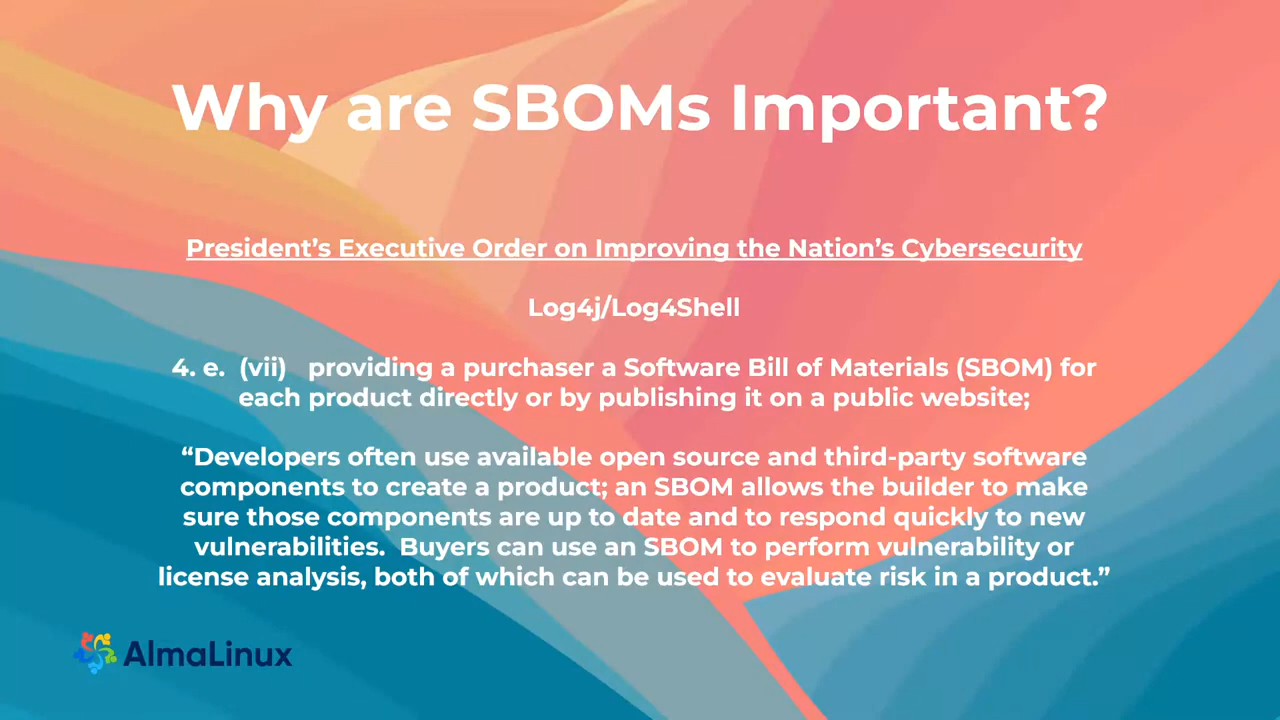 Why are SBOMs Important?
President’s Executive Order on Improving the Nation’s Cybersecurity
Log4j/Log4Shell
4. e. (vii) providing a purchaser a Software Bill of Materials (SBOM) for
each product directly or by publishing it on a public website;
“Developers often use available open source and third-party software
components to create a product; an SBOM allows the builder to make
sure those components are up to date and to respond quickly to new
vulnerabilities. Buyers can use an SBOM to perform vulnerability or
license analysis, both of which can be used to evaluate risk in a product.”
AlmaLinux